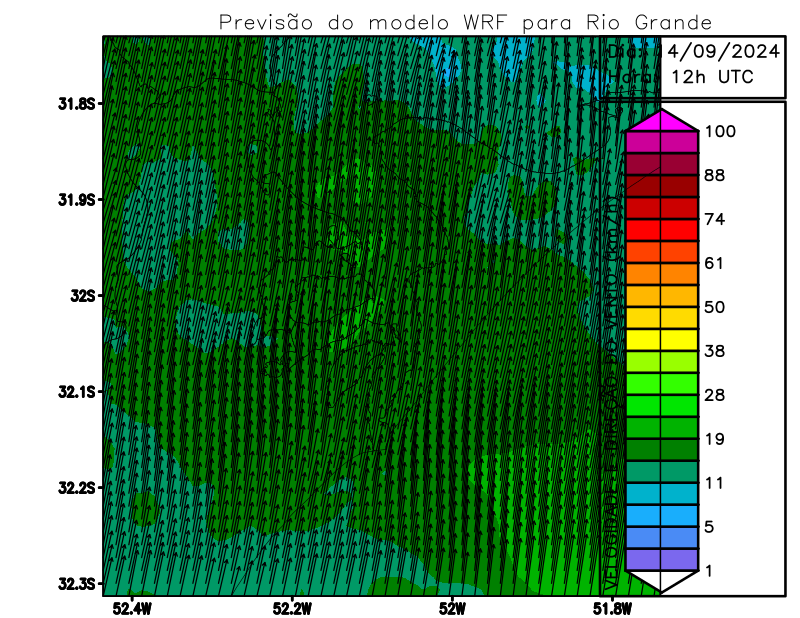 Previsão do modelo WRF para Rio Grande
Dia: 4/09/2024
Hora: 12h UTC
31.8S
31.9S
32S
32.1S
32.2S
32.3S
52.4W
52.2W
52W
51.8W
100
88
74
61
50
38
28
19
11
5
1
VELOCIDADE E DIREÇÃO DO VENTO (km/h)